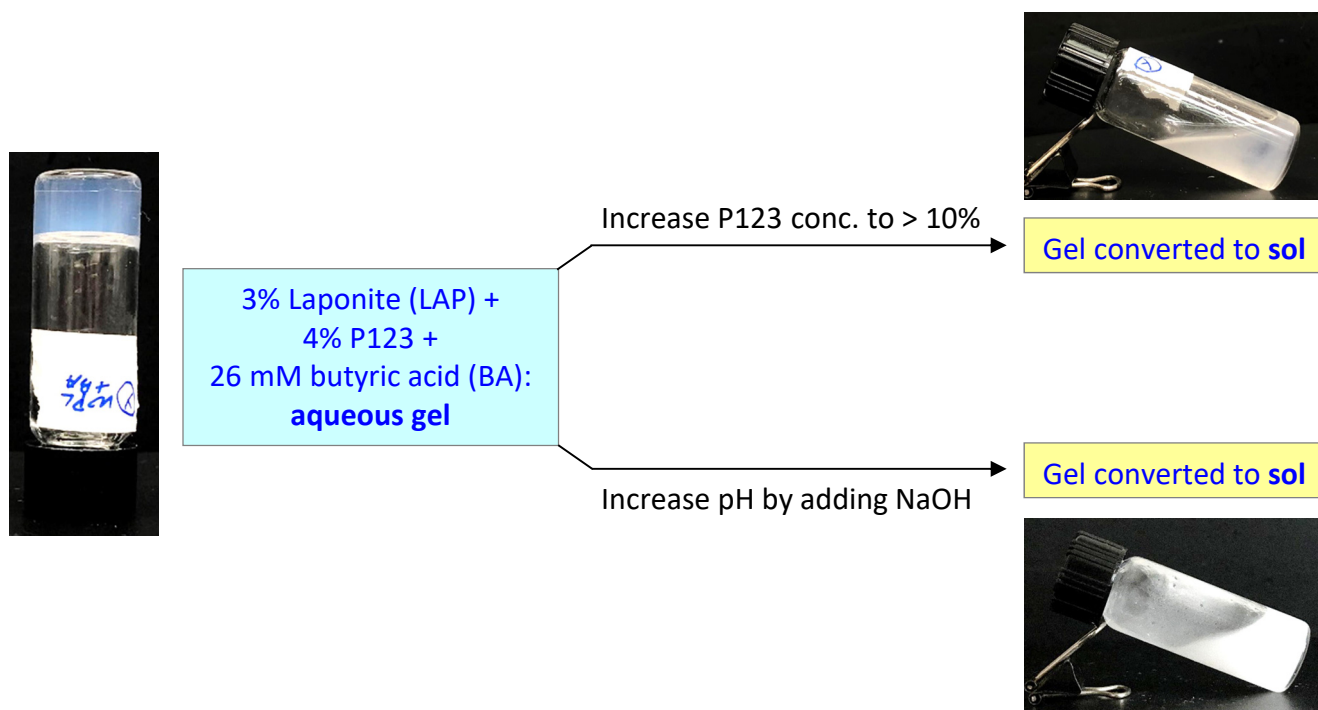 Increase P123 conc. to > 10%
Gel converted to sol
3% Laponite (LAP) +
4% P123 +
26 mM butyric acid (BA):
aqueous gel
Gel converted to sol
Increase pH by adding NaOH